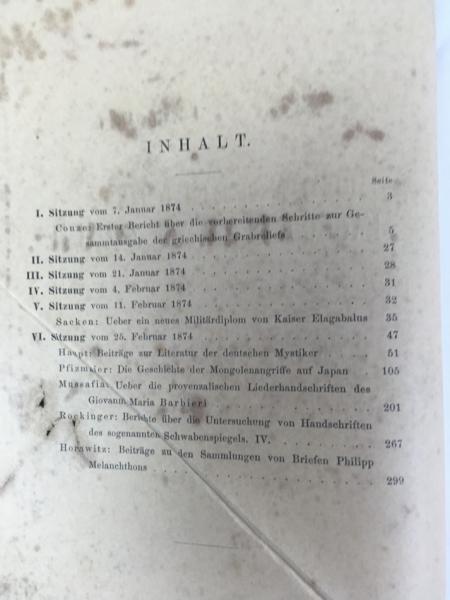 INHALT.
Seite
I. Sitzung vom 7. Januar 1874 . . . . . . . . 3
Conze: Erster Bericht über die vorbereitenden Schritte zur Ge-
sammtausgabe der griechischen Grabreliefs . . . . 5
II. Sitzung vom 14. Januar 1874 . . . . . . . . 27
III. Sitzung vom 21. Januar 1874 . . . . . . . . 28
IV. Sitzung vom 4. Februar 1874 . . . . . . . . 31
V. Sitzung vom 11. Februar 1874 . . . . . . . . 32
Sacken: Ueber ein neues Militärdiplom von Kaiser Elagabalus 35
VI. Sitzung vom 25. Februar 1874 . . . . . . . . 47
Haupt: Beiträge zur Literatur der deutschen Mystiker . . . 51
Pfizmaier: Die Geschichte der Mongolenangriffe auf Japan . 105
Mussafia: Ueber die provenzalischen Liederhandschriften des
Giovanni Maria Barbieri . . . . . . . . 201
Rockinger: Berichte über die Untersuchung von Handschriften
des sogenannten Schwabenspiegels. IV. . . . . . 267
Horawitz: Beiträge zu den Sammlungen von Briefen Philipp
Melanchthons . . . . . . . . 299